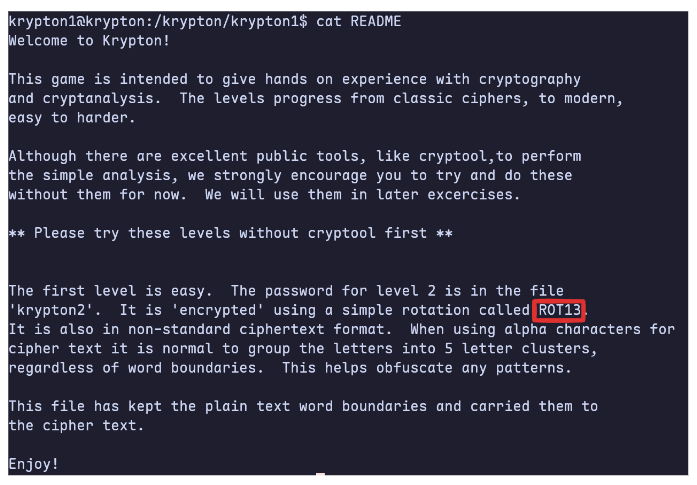 krypton1@krypton:/krypton/krypton1$ cat README
Welcome to Krypton!
This game is intended to give hands on experience with cryptography
and cryptanalysis.  The levels progress from classic ciphers, to modern,
easy to harder.
Although there are excellent public tools, like cryptool,to perform
the simple analysis, we strongly encourage you to try and do these
without them for now.  We will use them in later excercises.
** Please try these levels without cryptool first **
The first level is easy.  The password for level 2 is in the file
'krypton2'.  It is 'encrypted' using a simple rotation called ROT13.
It is also in non-standard ciphertext format.  When using alpha characters for
cipher text it is normal to group the letters into 5 letter clusters,
regardless of word boundaries.  This helps obfuscate any patterns.
This file has kept the plain text word boundaries and carried them to
the cipher text.
Enjoy!